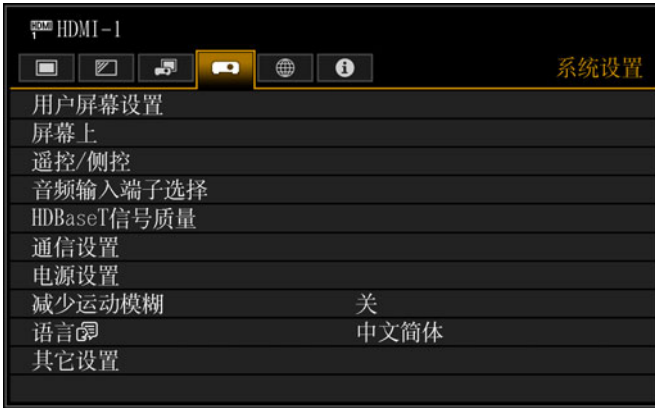 HDMI 1 HDMI-1
系统设置
用户屏幕设置
屏幕上
遥控/侧控
音频输入端子选择
HDBaseT信号质量
通信设置
电源设置
减少运动模糊 关
语言 中文简体
其它设置